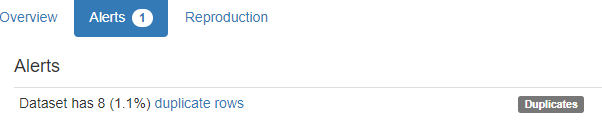 Overview Alerts 1 Reproduction
Alerts
Dataset has 8 (1.1%) duplicate rows Duplicates